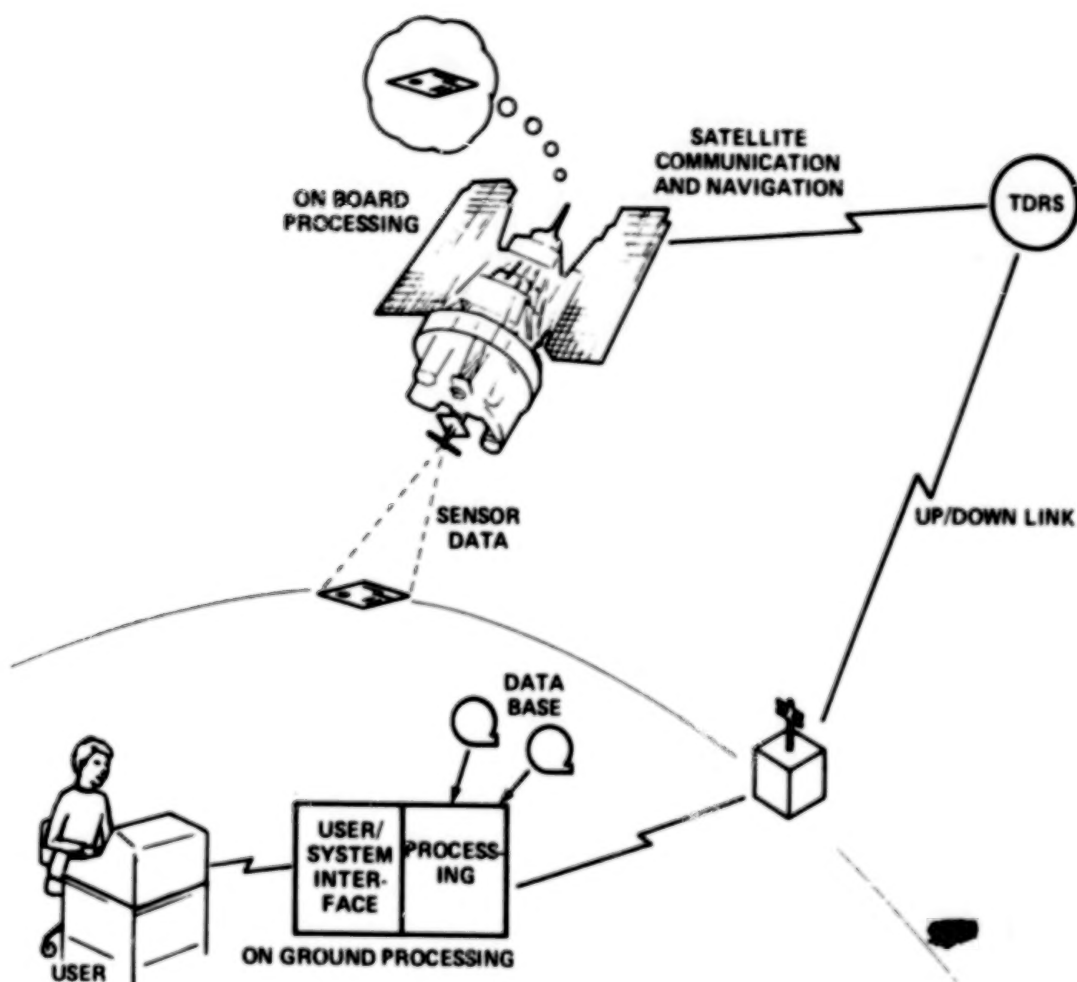 ON BOARD
PROCESSING
SATELLITE
COMMUNICATION
AND NAVIGATION
TDRS
SENSOR
DATA
UP/DOWN LINK
DATA
BASE
USER/
SYSTEM
INTER-
FACE
PROCESS-
ING
ON GROUND PROCESSING
USER